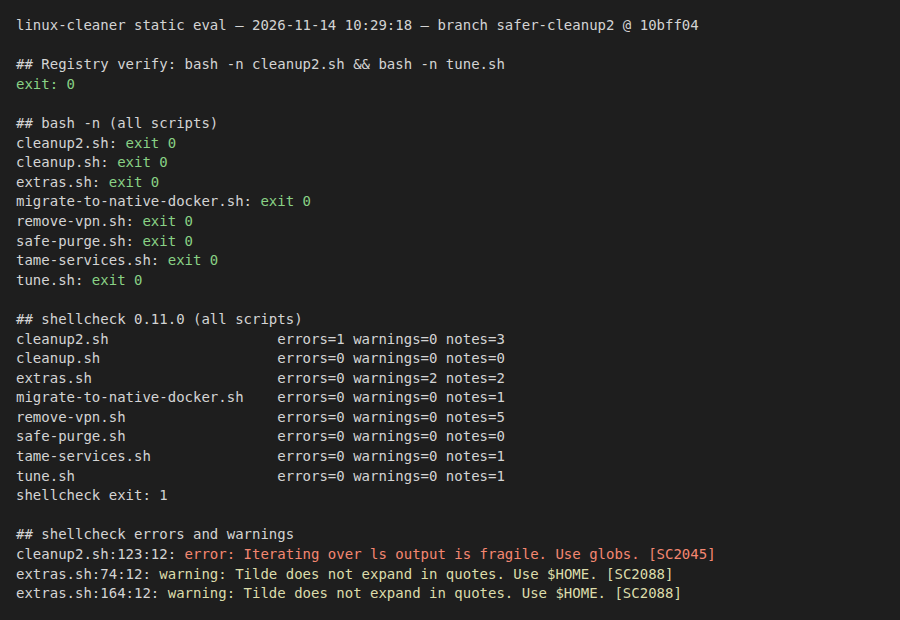 linux-cleaner static eval — 2026-11-14 10:29:18 — branch safer-cleanup2 @ 10bff04
## Registry verify: bash -n cleanup2.sh && bash -n tune.sh
exit: 0
## bash -n (all scripts)
cleanup2.sh: exit 0
cleanup.sh: exit 0
extras.sh: exit 0
migrate-to-native-docker.sh: exit 0
remove-vpn.sh: exit 0
safe-purge.sh: exit 0
tame-services.sh: exit 0
tune.sh: exit 0
## shellcheck 0.11.0 (all scripts)
cleanup2.sh errors=1 warnings=0 notes=3
cleanup.sh errors=0 warnings=0 notes=0
extras.sh errors=0 warnings=2 notes=2
migrate-to-native-docker.sh errors=0 warnings=0 notes=1
remove-vpn.sh errors=0 warnings=0 notes=5
safe-purge.sh errors=0 warnings=0 notes=0
tame-services.sh errors=0 warnings=0 notes=1
tune.sh errors=0 warnings=0 notes=1
shellcheck exit: 1
## shellcheck errors and warnings
cleanup2.sh:123:12: error: Iterating over ls output is fragile. Use globs. [SC2045]
extras.sh:74:12: warning: Tilde does not expand in quotes. Use $HOME. [SC2088]
extras.sh:164:12: warning: Tilde does not expand in quotes. Use $HOME. [SC2088]